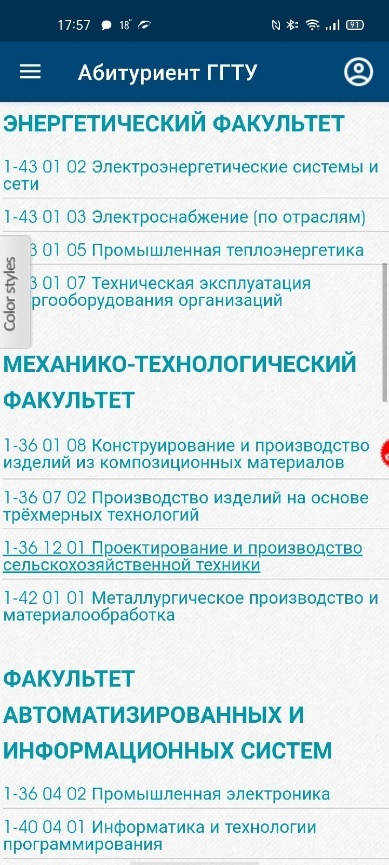 17:57 18° 91
Абитуриент ГГТУ
ЭНЕРГЕТИЧЕСКИЙ ФАКУЛЬТЕТ
1-43 01 02 Электроэнергетические системы и
сети
1-43 01 03 Электроснабжение (по отраслям)
3 01 05 Промышленная теплоэнергетика
3 01 07 Техническая эксплуатация
ргооборудования организаций
Color styles
МЕХАНИКО-ТЕХНОЛОГИЧЕСКИЙ
ФАКУЛЬТЕТ
1-36 01 08 Конструирование и производство
изделий из композиционных материалов
1-36 07 02 Производство изделий на основе
трёхмерных технологий
1-36 12 01 Проектирование и производство
сельскохозяйственной техники
1-42 01 01 Металлургическое производство и
материалообработка
ФАКУЛЬТЕТ
АВТОМАТИЗИРОВАННЫХ И
ИНФОРМАЦИОННЫХ СИСТЕМ
1-36 04 02 Промышленная электроника
1-40 04 01 Информатика и технологии
программирования